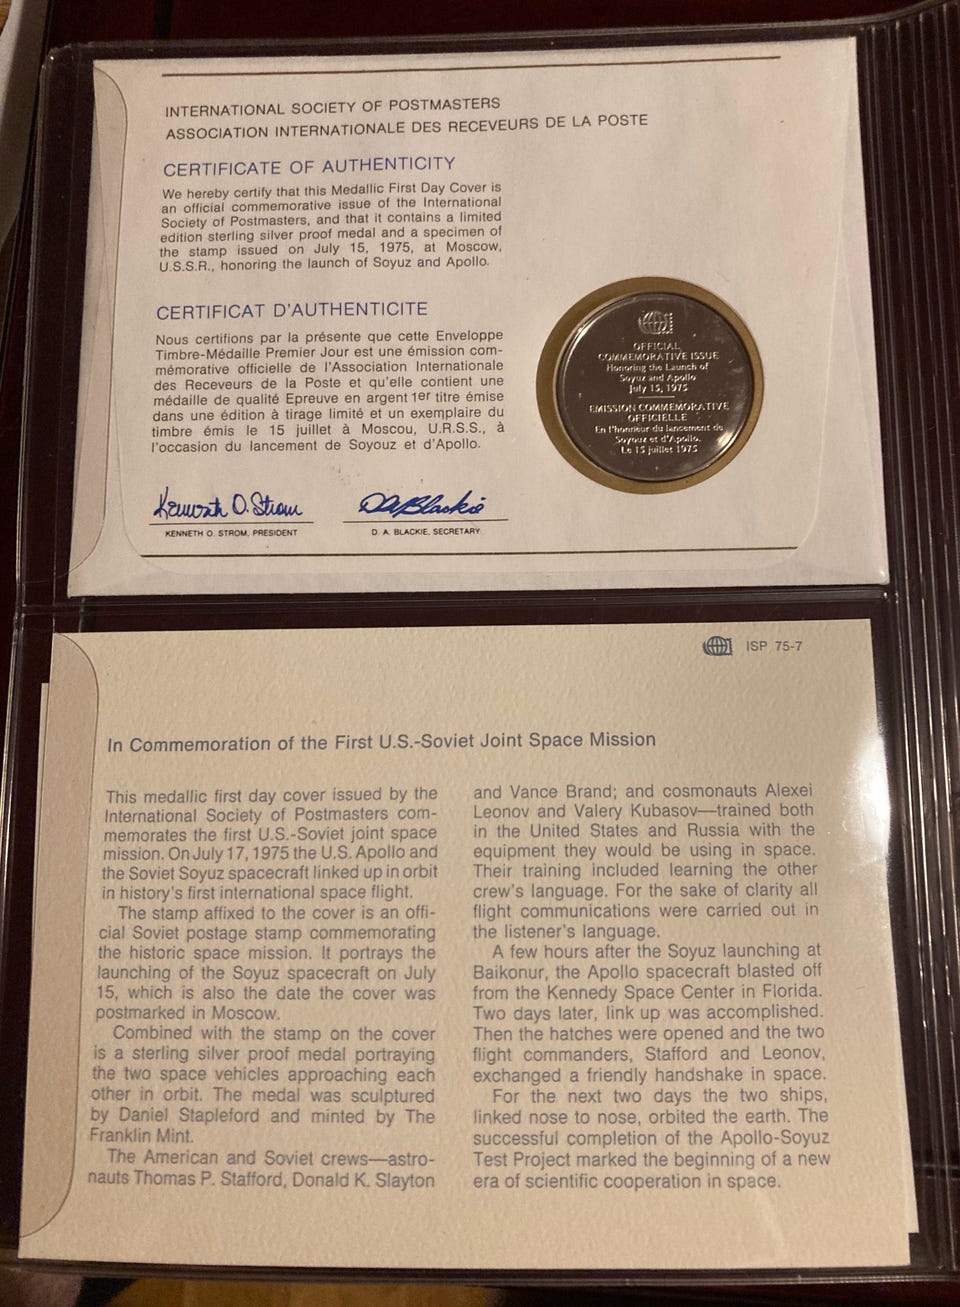 INTERNATIONAL SOCIETY OF POSTMASTERS
ASSOCIATION INTERNATIONALE DES RECEVEURS DE LA POSTE
CERTIFICATE OF AUTHENTICITY
We hereby certify that this Medallic First Day Cover is
an official commemorative issue of the International
Society of Postmasters, and that it contains a limited
edition sterling silver proof medal and a specimen of
the stamp issued on July 15, 1975, at Moscow,
U.S.S.R., honoring the launch of Soyuz and Apollo.
CERTIFICAT D'AUTHENTICITE
Nous certifions par la présente que cette Enveloppe
Timbre-Médaille Premier Jour est une émission com-
mémorative officielle de l'Association Internationale
des Receveurs de la Poste et qu'elle contient une
médaille de qualité Epreuve en argent 1er titre émise
dans une édition à tirage limité et un exemplaire du
timbre émis le 15 juillet à Moscou, U.R.S.S., à
l'occasion du lancement de Soyouz et d'Apollo.
Kenneth O. Strom
D A Blackie
KENNETH O. STROM, PRESIDENT
D. A. BLACKIE, SECRETARY
OFFICIAL
COMMEMORATIVE ISSUE
Honoring the Launch of
Soyuz and Apollo
July 15, 1975
EMISSION COMMEMORATIVE
OFFICIELLE
En l'honneur du lancement de
Soyouz et d'Apollo.
Le 15 juillet 1975
ISP 75-7
In Commemoration of the First U.S.-Soviet Joint Space Mission
This medallic first day cover issued by the
International Society of Postmasters com-
memorates the first U.S.-Soviet joint space
mission. On July 17, 1975 the U.S. Apollo and
the Soviet Soyuz spacecraft linked up in orbit
in history's first international space flight.
The stamp affixed to the cover is an offi-
cial Soviet postage stamp commemorating
the historic space mission. It portrays the
launching of the Soyuz spacecraft on July
15, which is also the date the cover was
postmarked in Moscow.
Combined with the stamp on the cover
is a sterling silver proof medal portraying
the two space vehicles approaching each
other in orbit. The medal was sculptured
by Daniel Stapleford and minted by The
Franklin Mint.
The American and Soviet crews—astro-
nauts Thomas P. Stafford, Donald K. Slayton
and Vance Brand; and cosmonauts Alexei
Leonov and Valery Kubasov—trained both
in the United States and Russia with the
equipment they would be using in space.
Their training included learning the other
crew's language. For the sake of clarity all
flight communications were carried out in
the listener's language.
A few hours after the Soyuz launching at
Baikonur, the Apollo spacecraft blasted off
from the Kennedy Space Center in Florida.
Two days later, link up was accomplished.
Then the hatches were opened and the two
flight commanders, Stafford and Leonov,
exchanged a friendly handshake in space.
For the next two days the two ships,
linked nose to nose, orbited the earth. The
successful completion of the Apollo-Soyuz
Test Project marked the beginning of a new
era of scientific cooperation in space.